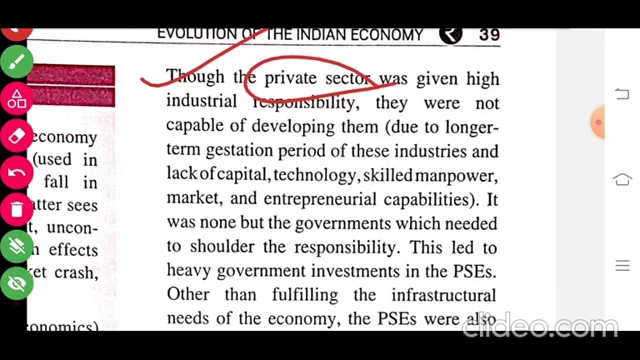 EVOLUTION OF THE INDIAN ECONOMY ₹ 39
economy
(used in
fall in
atter sees
t, uncon-
effects
ket crash,
conomics)
Though the private sector was given high
industrial responsibility, they were not
capable of developing them (due to longer-
term gestation period of these industries and
lack of capital, technology, skilled manpower,
market, and entrepreneurial capabilities). It
was none but the governments which needed
to shoulder the responsibility. This led to
heavy government investments in the PSEs.
Other than fulfilling the infrastructural
needs of the economy, the PSEs were also
clideo.com